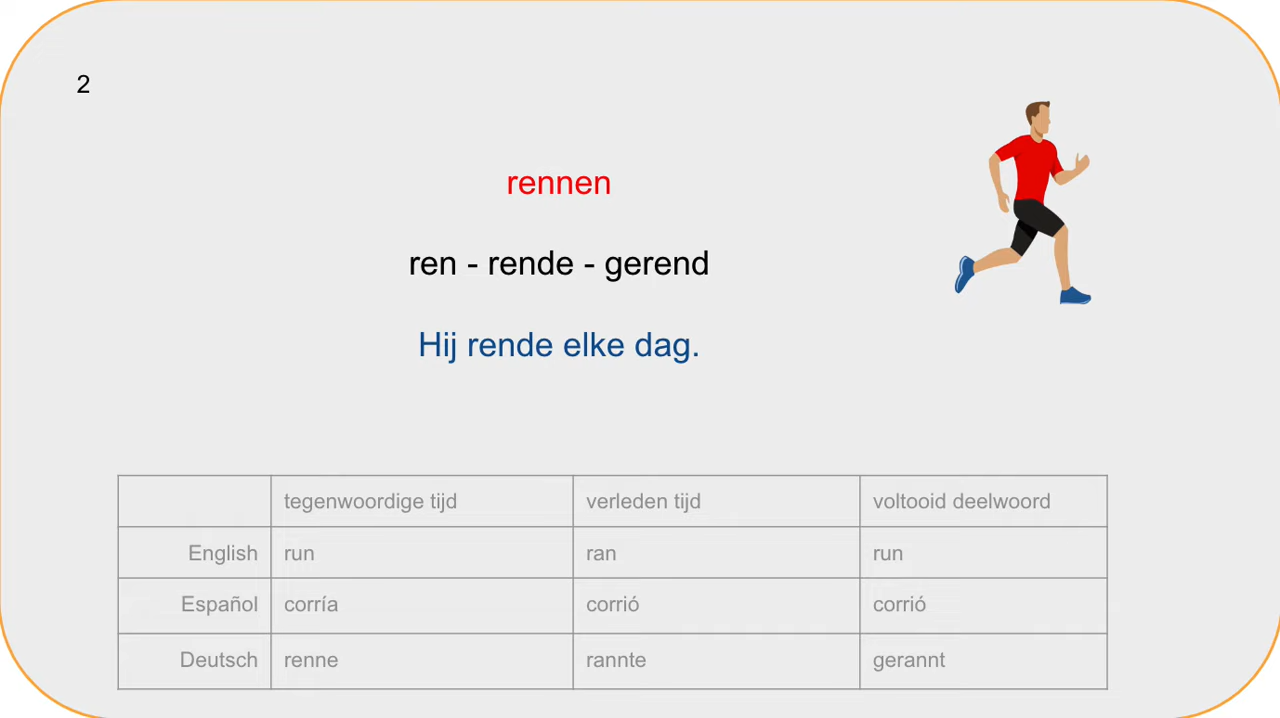 2
rennen
ren - rende - gerend
Hij rende elke dag.
tegenwoordige tijd verleden tijd voltooid deelwoord
English run ran run
Español corría corrió corrió
Deutsch renne rannte gerannt